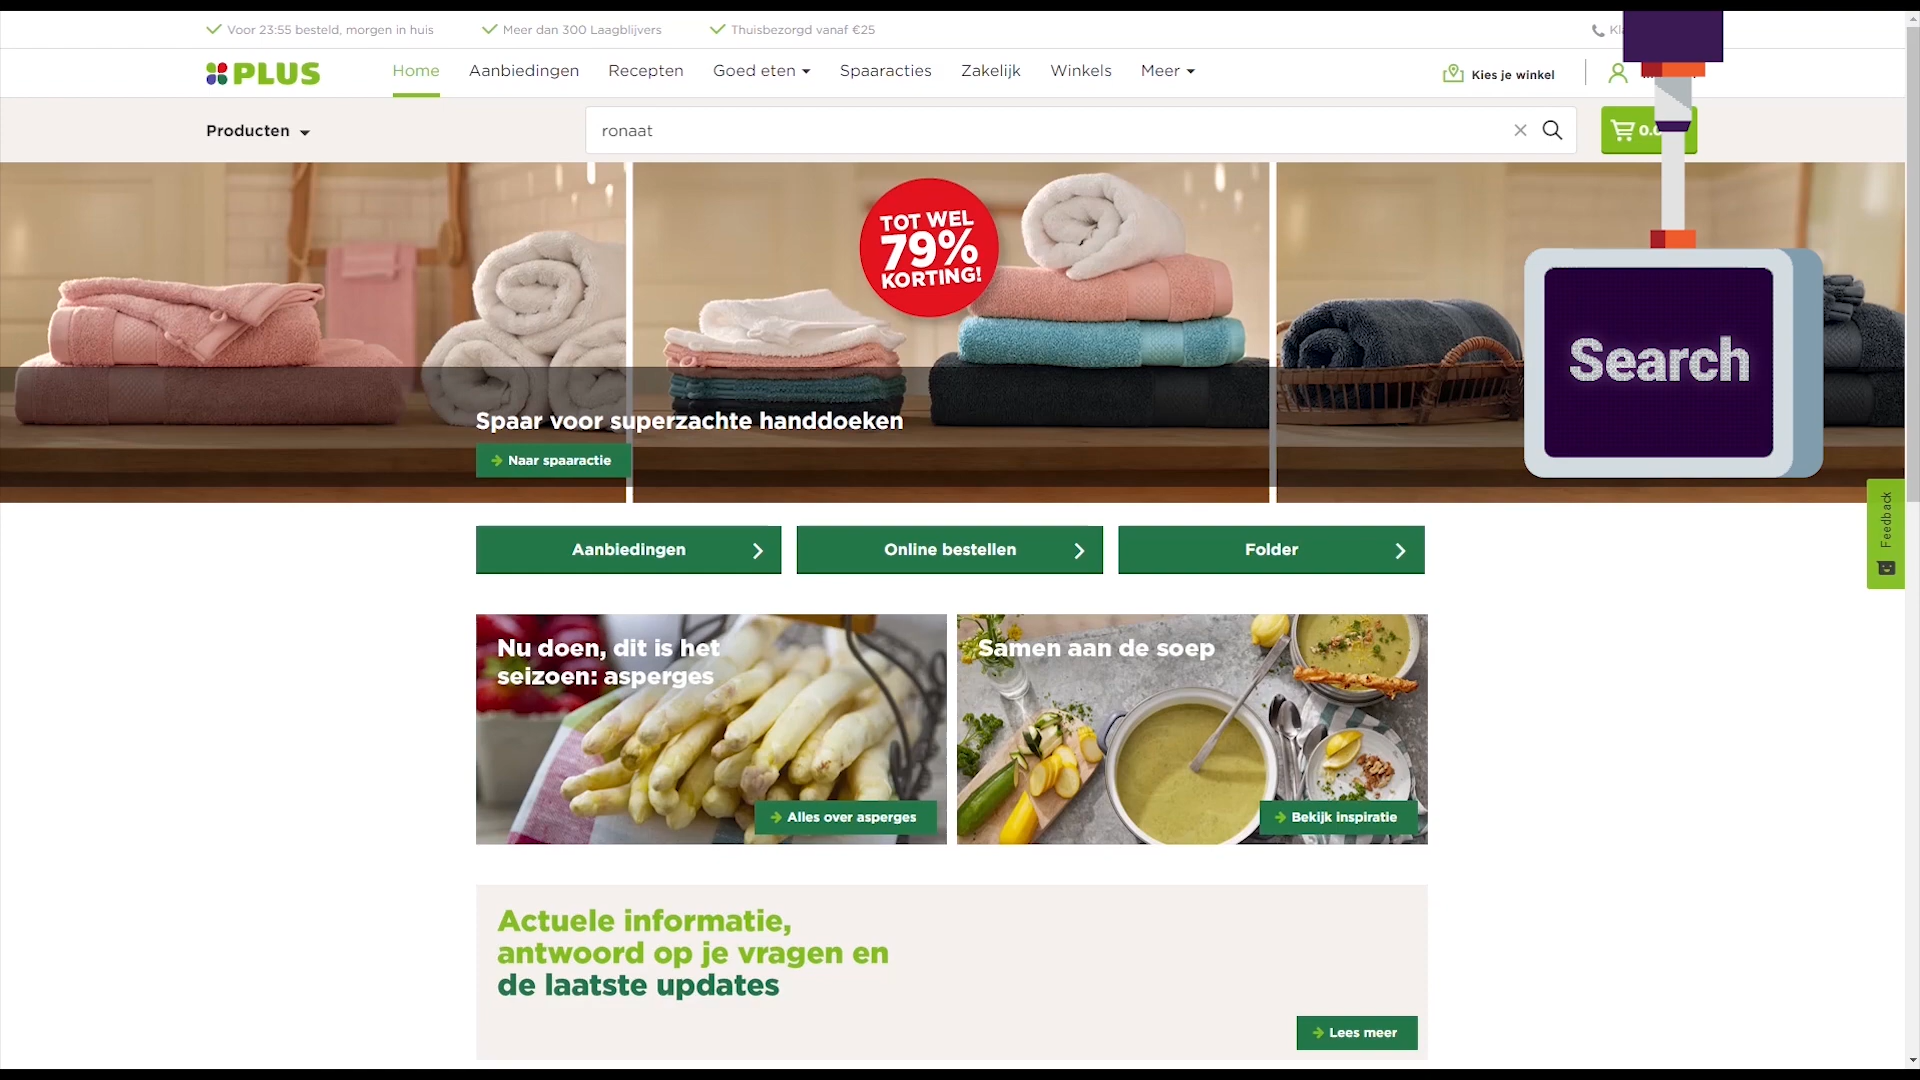 Voor 23:55 besteld, morgen in huis
Meer dan 300 Laagblijvers
Thuisbezorgd vanaf €25
PLUS
Home
Aanbiedingen
Recepten
Goed eten
Spaaracties
Zakelijk
Winkels
Meer
Kies je winkel
Producten
ronaat
TOT WEL
79%
KORTING!
Search
Spaar voor superzachte handdoeken
Naar spaaractie
Feedback
Aanbiedingen
Online bestellen
Folder
Nu doen, dit is het
seizoen: asperges
Alles over asperges
Samen aan de soep
Bekijk inspiratie
Actuele informatie,
antwoord op je vragen en
de laatste updates
Lees meer